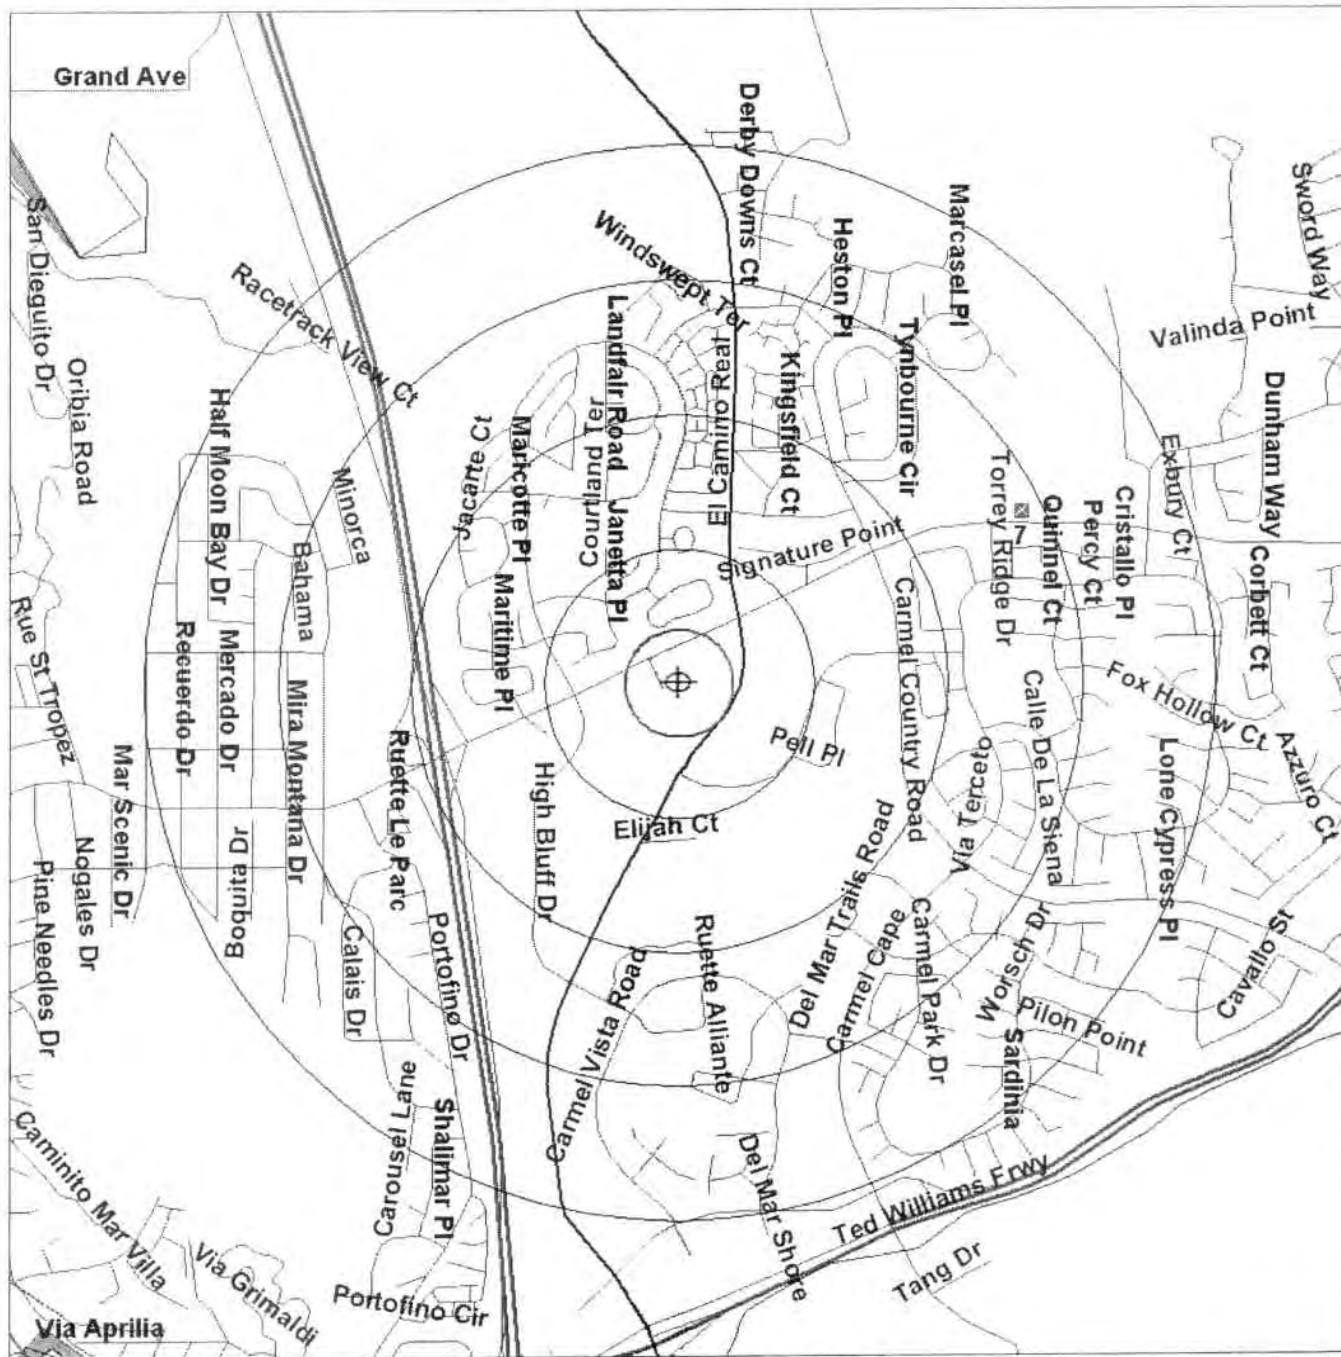 Grand Ave
Derby Downs Ct
Sword Way
San Dieguito Dr
Marcasel Pl
Windswept Ter
Heston Pl
Racetrack View Ct
Landfair Road
El Camino Real
Tynbourne Cir
Valinda Point
Oribia Road
Kingsfield Ct
Dunham Way
Half Moon Bay Dr
Jacarte Ct
Maricotte Pl
Courtland Ter
Exbury Ct
Minorca
Torrey Ridge Dr
7
Quinnel Ct
Percy Ct
Cristallo Pl
Janetta Pl
Signature Point
Bahama
Corbett Ct
Maritime Pl
Carmel Country Road
Rue St Tropez
Recuerdo Dr
Mercado Dr
Mira Montana Dr
Calle De La Siena
Fox Hollow Ct
Azzuro Ct
Pell Pl
Via Tercato
Lone Cypress Pl
Mar Scenic Dr
Ruette Le Parc
High Bluff Dr
Elijah Ct
Boquita Dr
Nogales Dr
Pine Needles Dr
Del Mar Trails Road
Portofino Dr
Calais Dr
Carmel Vista Road
Ruette Alliante
Carmel Cape
Carmel Park Dr
Worsch Dr
Cavallo St
Pilon Point
Sardinia
Carousel Lane
Shalimar Pl
Caminito Mar Villa
Del Mar Shore
Ted Williams Frwy
Tang Dr
Via Grimaldi
Portofino Cir
Via Aprilia